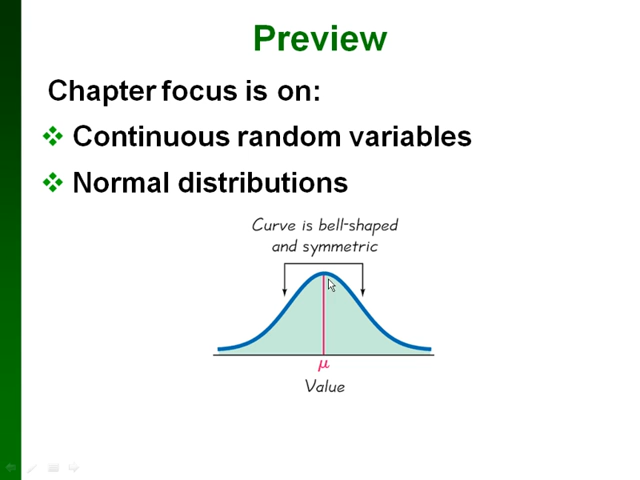 Preview
Chapter focus is on:
Continuous random variables
Normal distributions
Curve is bell-shaped
and symmetric
μ
Value